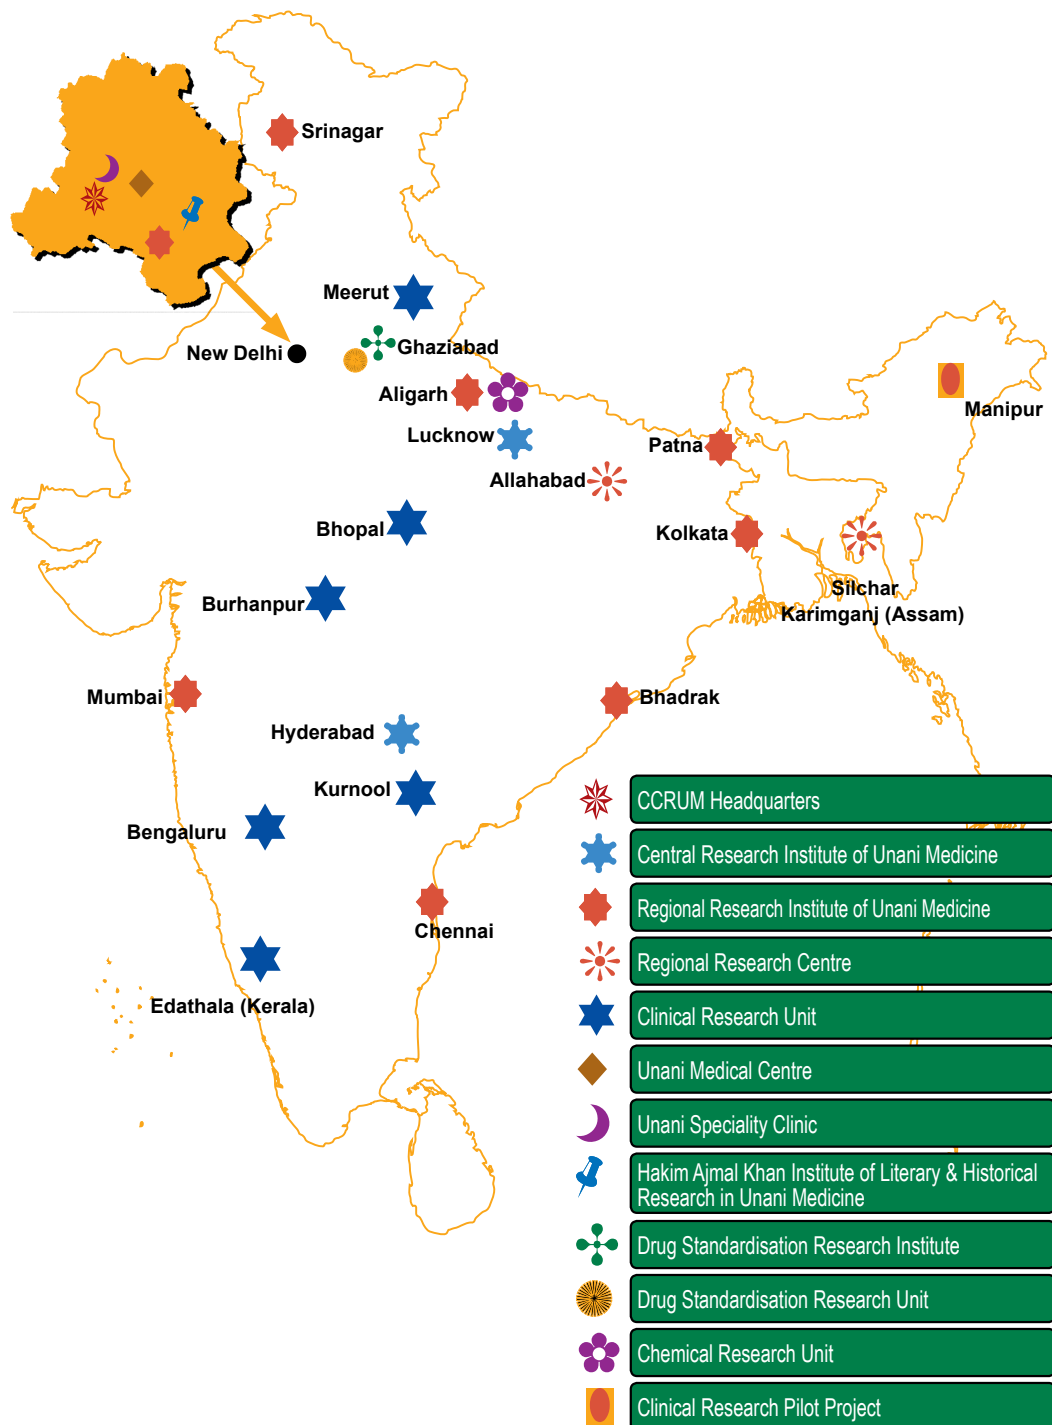 Srinagar
Meerut
New Delhi
Ghaziabad
Aligarh
Manipur
Lucknow
Patna
Allahabad
Bhopal
Kolkata
Silchar
Karimganj (Assam)
Burhanpur
Mumbai
Bhadrak
Hyderabad
Kurnool
Bengaluru
Chennai
Edathala (Kerala)
CCRUM Headquarters
Central Research Institute of Unani Medicine
Regional Research Institute of Unani Medicine
Regional Research Centre
Clinical Research Unit
Unani Medical Centre
Unani Speciality Clinic
Hakim Ajmal Khan Institute of Literary & Historical
Research in Unani Medicine
Drug Standardisation Research Institute
Drug Standardisation Research Unit
Chemical Research Unit
Clinical Research Pilot Project